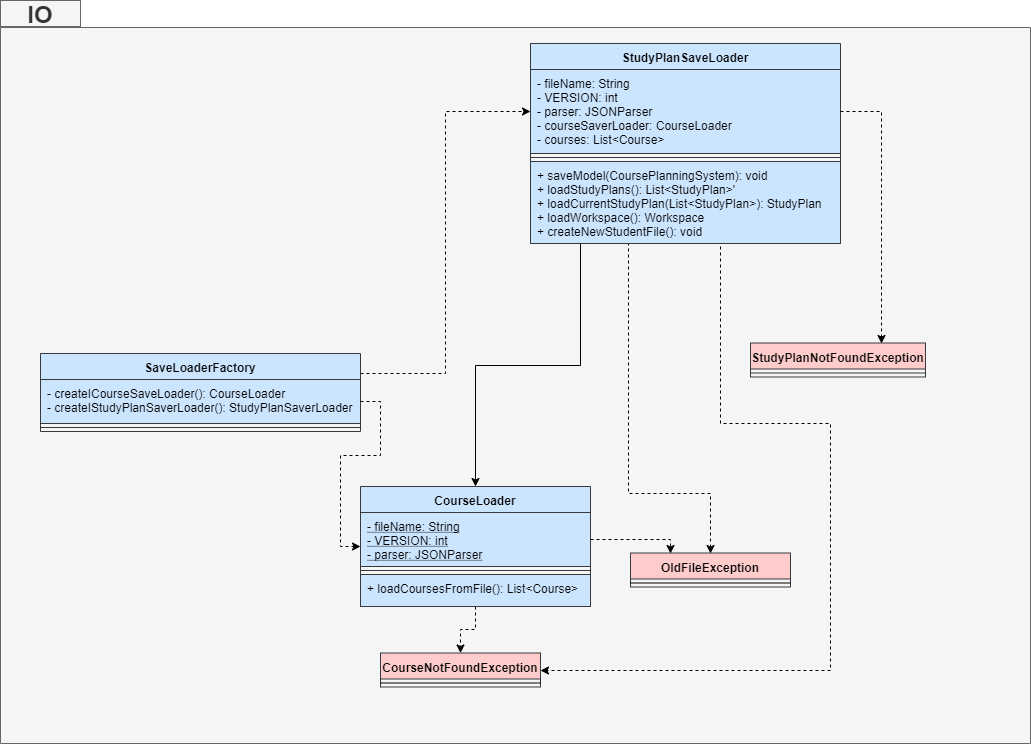 IO
StudyPlanSaveLoader
- fileName: String
- VERSION: int
- parser: JSONParser
- courseSaverLoader: CourseLoader
- courses: List<Course>
+ saveModel(CoursePlanningSystem): void
+ loadStudyPlans(): List<StudyPlan>'
+ loadCurrentStudyPlan(List<StudyPlan>): StudyPlan
+ loadWorkspace(): Workspace
+ createNewStudentFile(): void
StudyPlanNotFoundException
SaveLoaderFactory
- createICourseSaveLoader(): CourseLoader
- createIStudyPlanSaverLoader(): StudyPlanSaverLoader
CourseLoader
- fileName: String
- VERSION: int
- parser: JSONParser
+ loadCoursesFromFile(): List<Course>
OldFileException
CourseNotFoundException